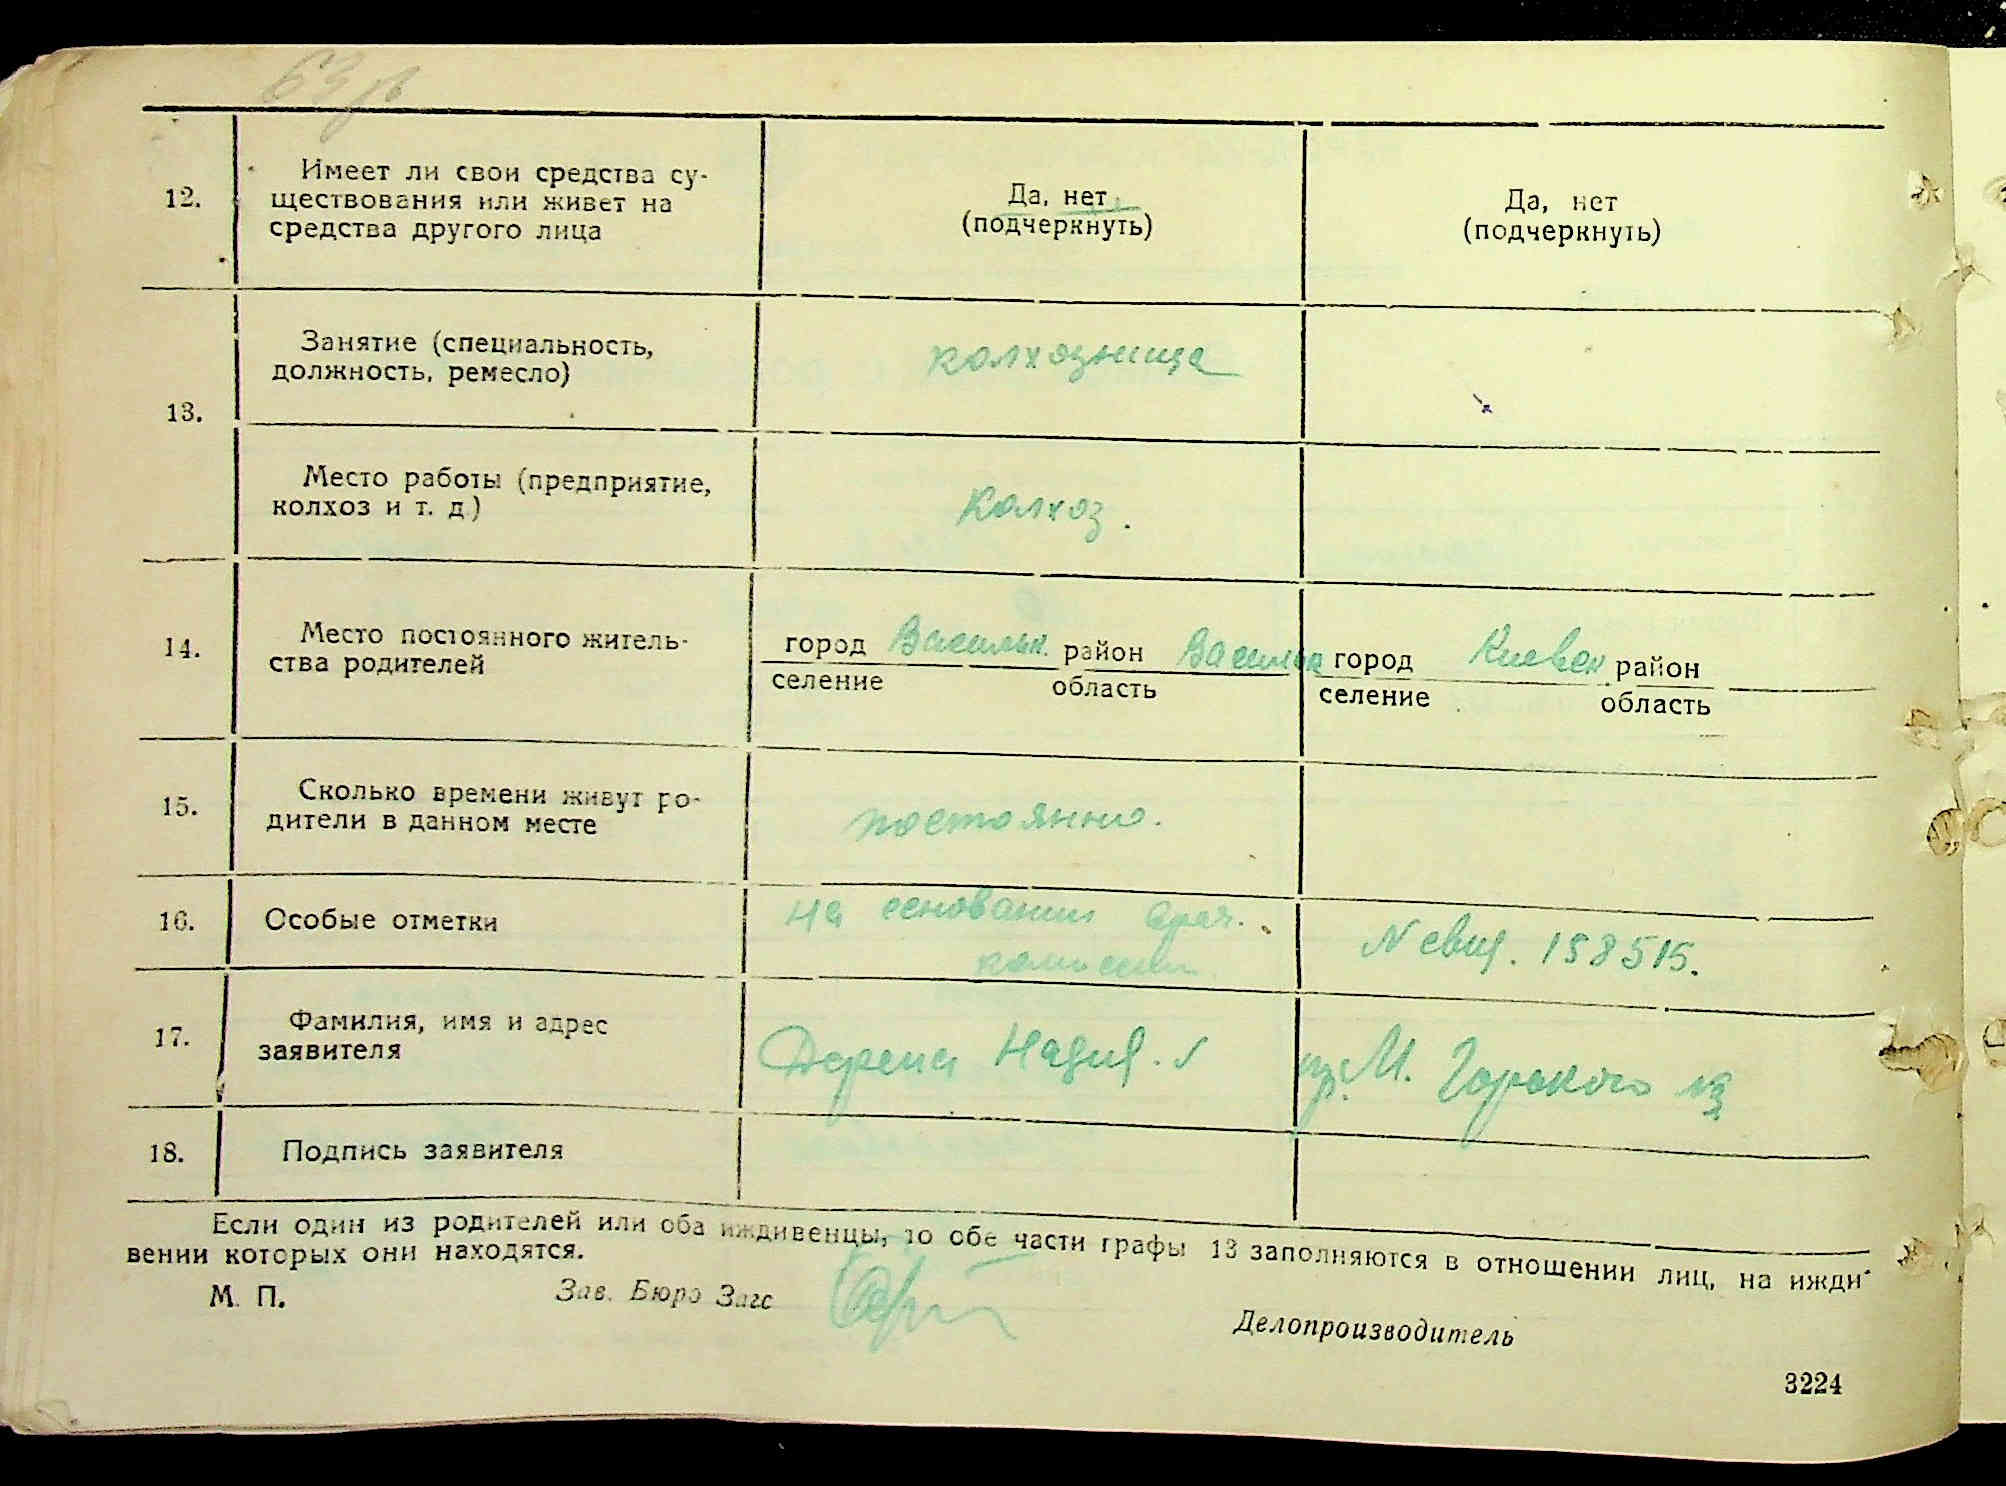 12.
Имеет ли свои средства су-
ществования или живет на
средства другого лица
Да, нет
(подчеркнуть)
Да, нет
(подчеркнуть)
13.
Занятие (специальность,
должность, ремесло)
колхозница
Место работы (предприятие,
колхоз и т. д.)
колхоз.
14.
Место постоянного житель-
ства родителей
город Васильк. район Васильк
селение область
город Киевск район
селение область
15.
Сколько времени живут ро-
дители в данном месте
постоянно.
16.
Особые отметки
на основании врач.
комиссии
N свид. 158515.
17.
Фамилия, имя и адрес
заявителя
Надия.
М. Горького
18.
Подпись заявителя
Если один из родителей или оба иждивенцы, то обе части графы 13 заполняются в отношении лиц, на ижди-
вении которых они находятся.
М. П.
Зав. Бюро Загс
Делопроизводитель
3224